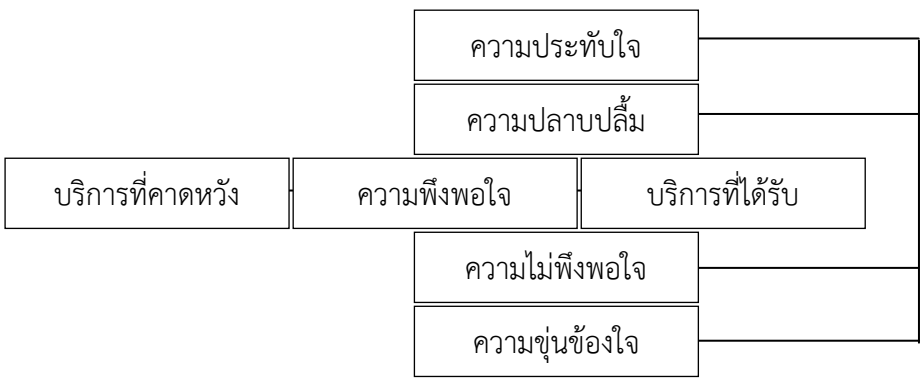 ความประทับใจ
ความปลาบปลื้ม
บริการที่คาดหวัง
ความพึงพอใจ
บริการที่ได้รับ
ความไม่พึงพอใจ
ความขุ่นข้องใจ